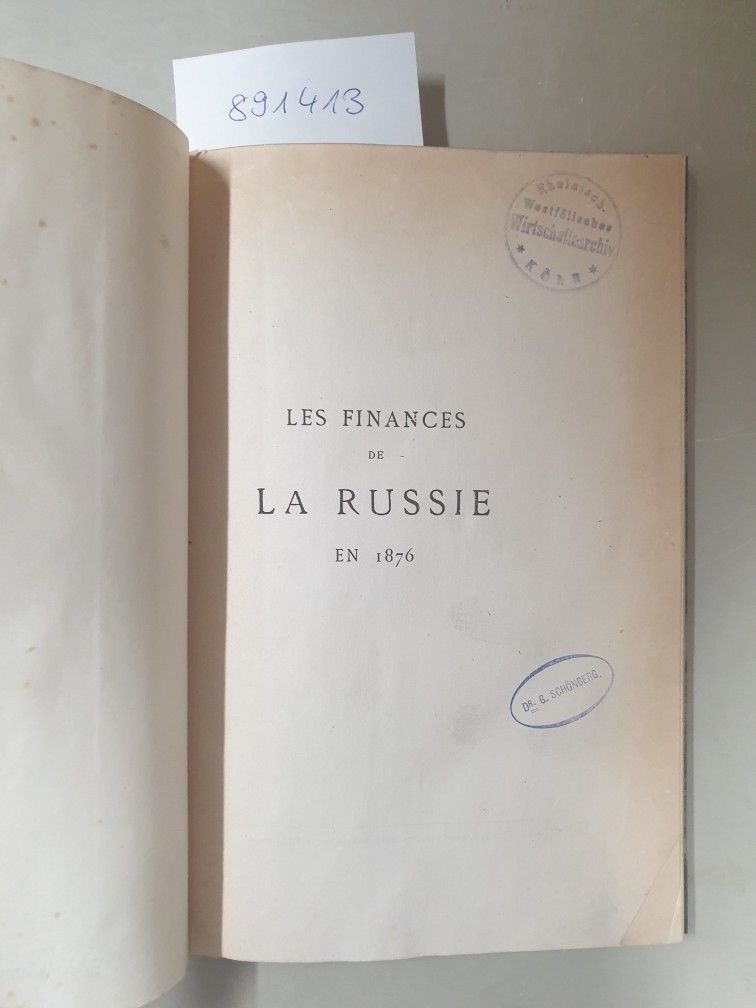 891413
Rheinisch-
Westfälisches
Wirtschaftsarchiv
* KÖLN *
LES FINANCES
DE
LA RUSSIE
EN 1876
DR. G. SCHÖNBERG.